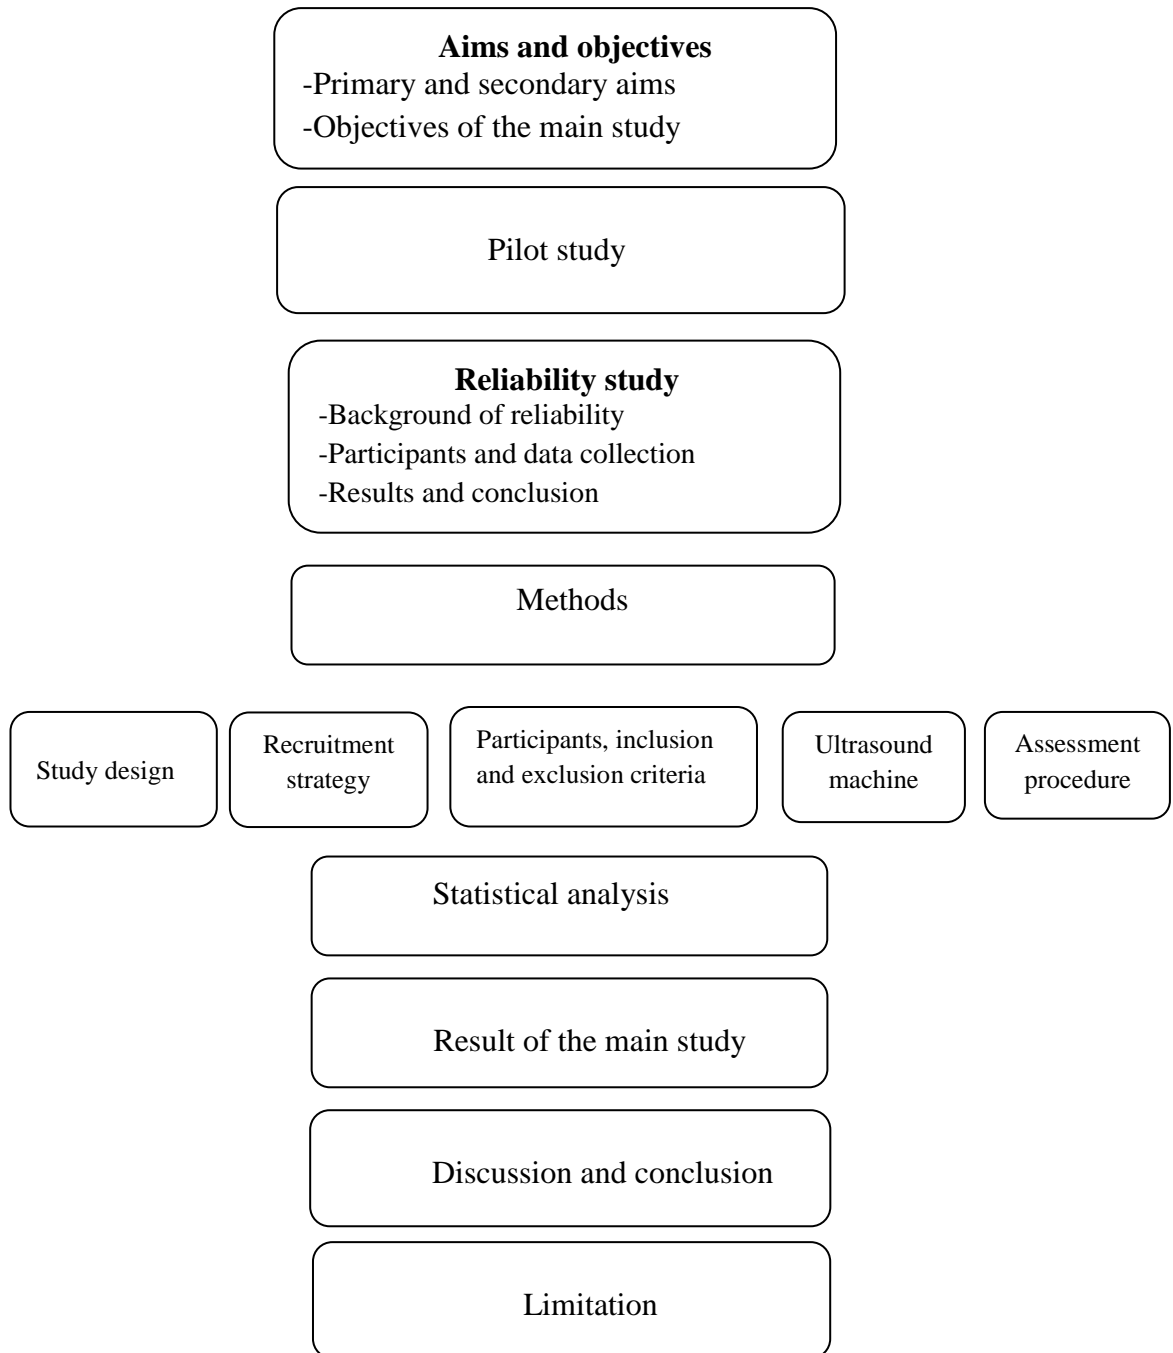 Aims and objectives
-Primary and secondary aims
-Objectives of the main study
Pilot study
Reliability study
-Background of reliability
-Participants and data collection
-Results and conclusion
Methods
Study design
Recruitment
strategy
Participants, inclusion
and exclusion criteria
Ultrasound
machine
Assessment
procedure
Statistical analysis
Result of the main study
Discussion and conclusion
Limitation